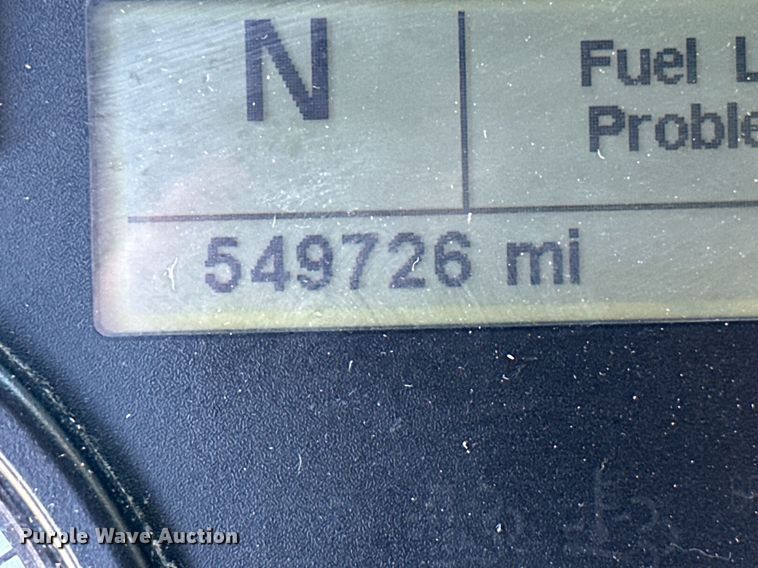 N
Fuel L
Proble
549726 mi
Purple Wave Auction